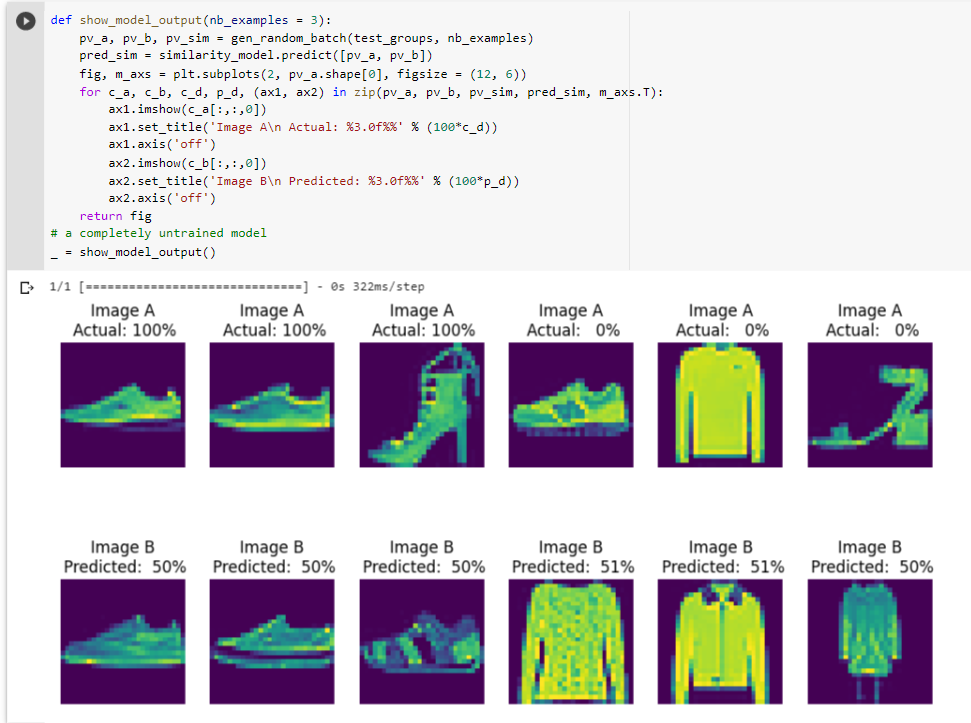 def show_model_output(nb_examples = 3):
    pv_a, pv_b, pv_sim = gen_random_batch(test_groups, nb_examples)
    pred_sim = similarity_model.predict([pv_a, pv_b])
    fig, m_axs = plt.subplots(2, pv_a.shape[0], figsize = (12, 6))
    for c_a, c_b, c_d, p_d, (ax1, ax2) in zip(pv_a, pv_b, pv_sim, pred_sim, m_axs.T):
        ax1.imshow(c_a[:,:,0])
        ax1.set_title('Image A\n Actual: %3.0f%%' % (100*c_d))
        ax1.axis('off')
        ax2.imshow(c_b[:,:,0])
        ax2.set_title('Image B\n Predicted: %3.0f%%' % (100*p_d))
        ax2.axis('off')
    return fig
# a completely untrained model
_ = show_model_output()
1/1 [==============================] - 0s 322ms/step
Image A Image A Image A Image A Image A Image A
Actual: 100% Actual: 100% Actual: 100% Actual: 0% Actual: 0% Actual: 0%
Image B Image B Image B Image B Image B Image B
Predicted: 50% Predicted: 50% Predicted: 50% Predicted: 51% Predicted: 51% Predicted: 50%